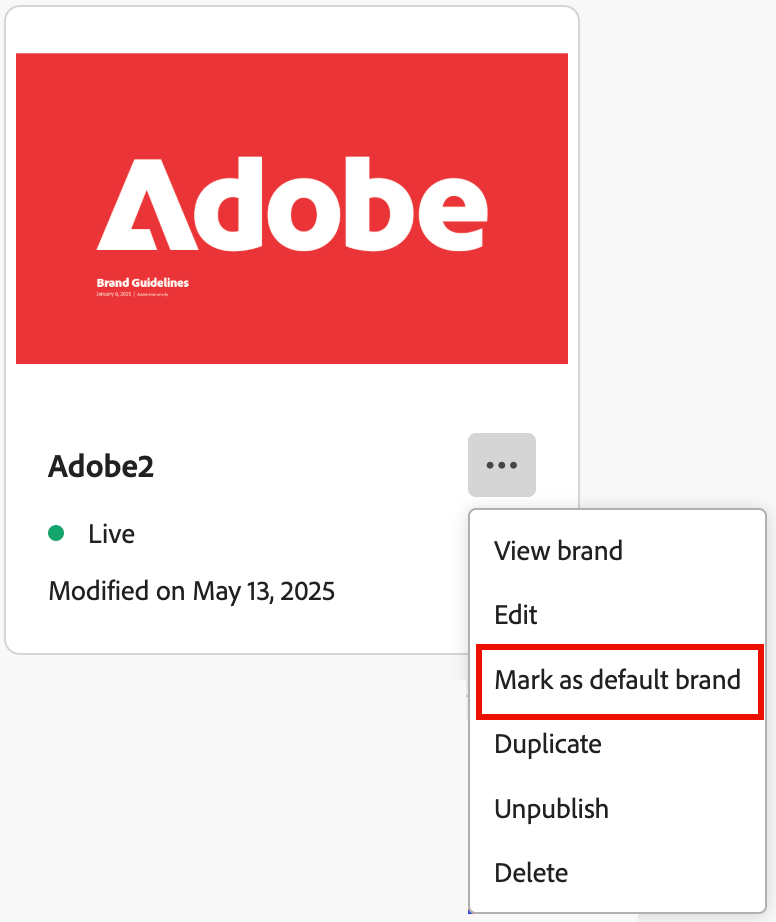 Adobe
Brand Guidelines
January 6, 2025 |
Adobe2
Live
Modified on May 13, 2025
View brand
Edit
Mark as default brand
Duplicate
Unpublish
Delete